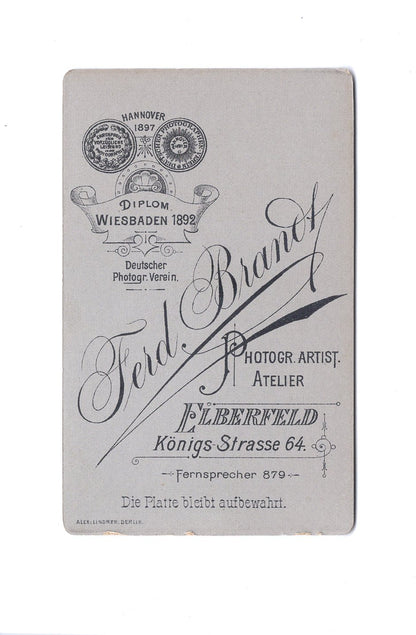 HANNOVER
1897
DIPLOM
WIESBADEN 1892
Deutscher
Photogr. Verein.
Ferd Brandt
PHOTOGR. ARTIST.
ATELIER
ELBERFELD
Königs-Strasse 64.
Fernsprecher 879
Die Platte bleibt aufbewahrt.
BERLIN.